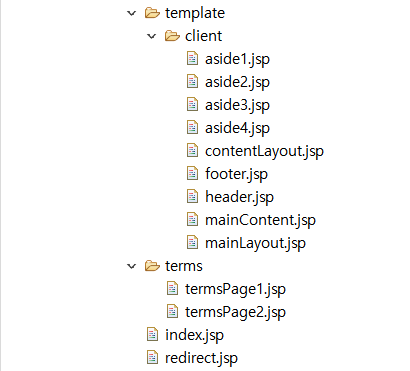 template
client
aside1.jsp
aside2.jsp
aside3.jsp
aside4.jsp
contentLayout.jsp
footer.jsp
header.jsp
mainContent.jsp
mainLayout.jsp
terms
termsPage1.jsp
termsPage2.jsp
index.jsp
redirect.jsp